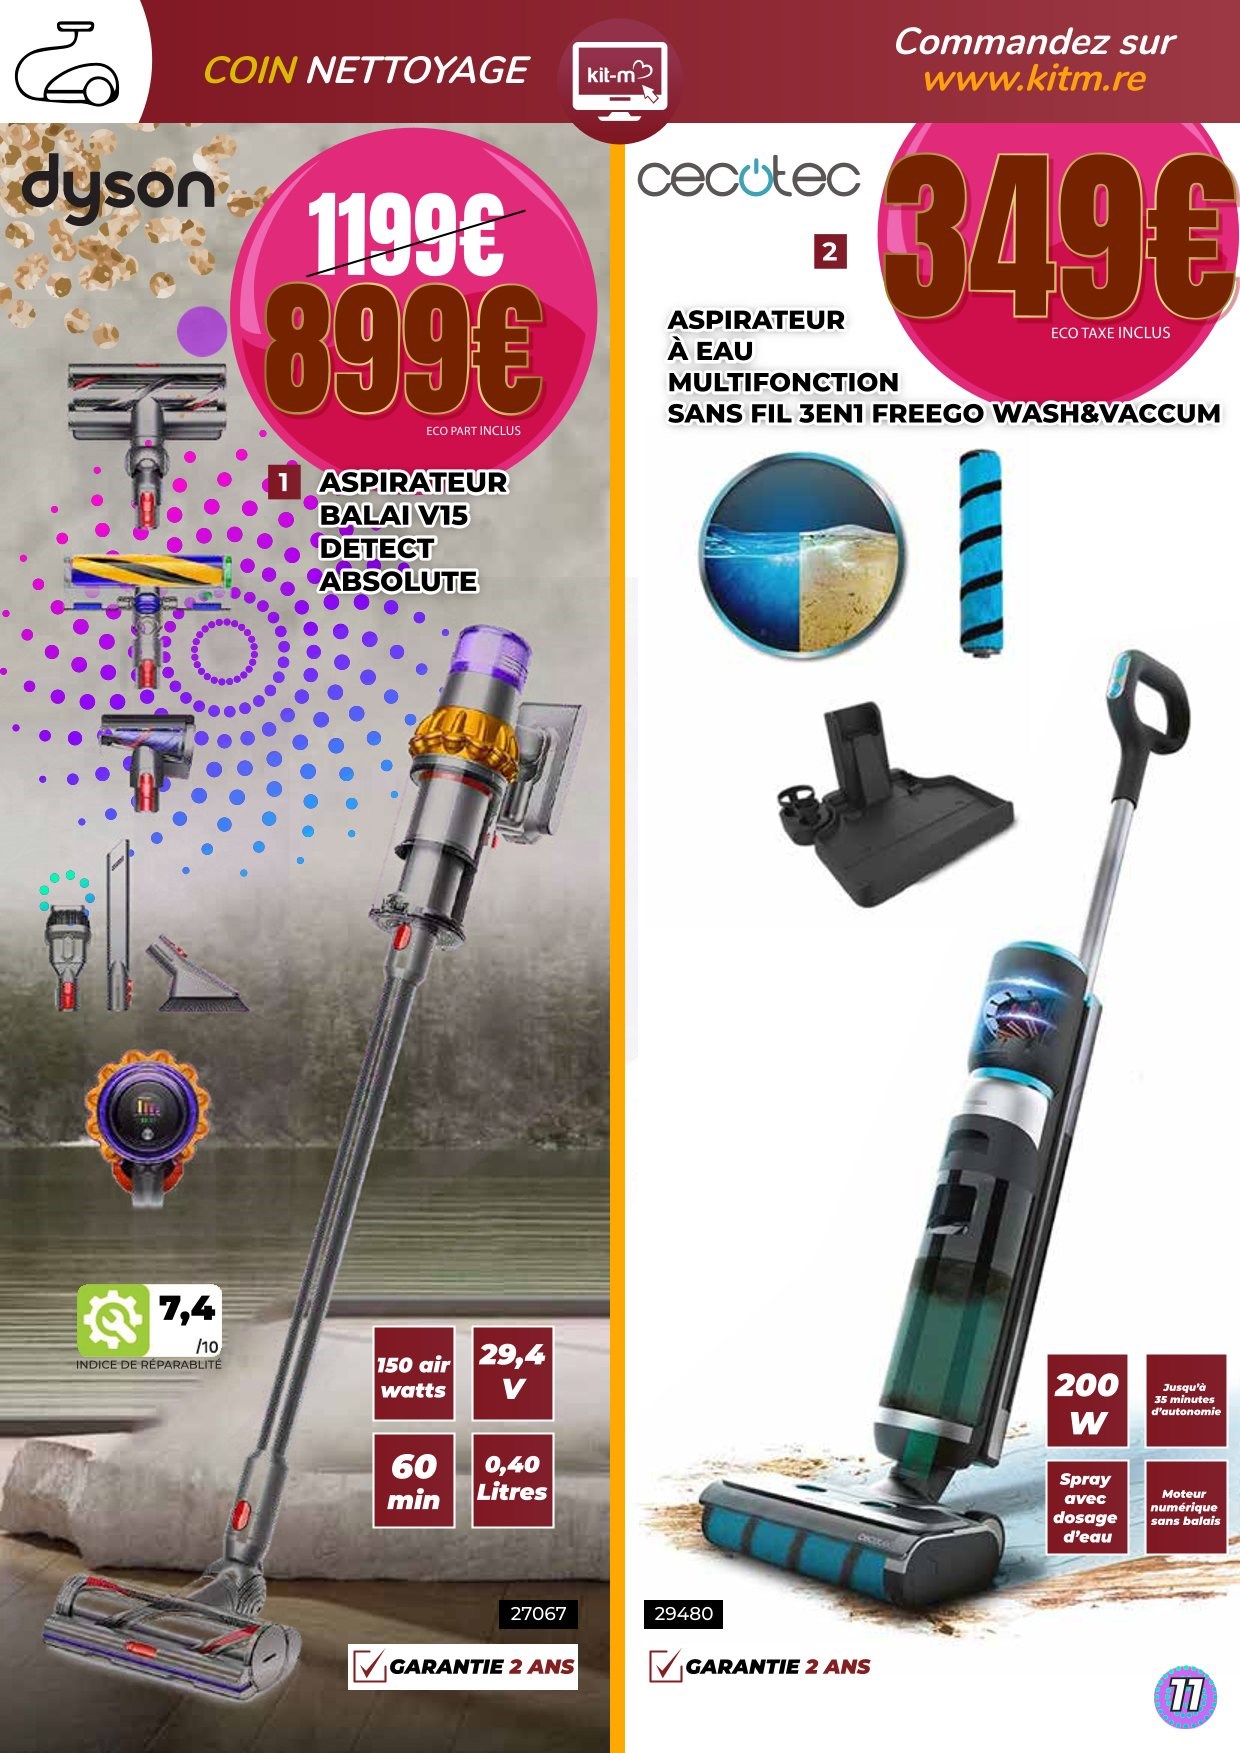 COIN NETTOYAGE
kit-m
Commandez sur
www.kitm.re
dyson
1199€
899€
ECO PART INCLUS
1
ASPIRATEUR
BALAI V15
DETECT
ABSOLUTE
7,4
/10
INDICE DE RÉPARABLITÉ
150 air
watts
29,4
V
60
min
0,40
Litres
27067
GARANTIE 2 ANS
cecotec
349€
ECO TAXE INCLUS
2
ASPIRATEUR
À EAU
MULTIFONCTION
SANS FIL 3EN1 FREEGO WASH&VACCUM
200
W
Jusqu'à
35 minutes
d'autonomie
Spray
avec
dosage
d'eau
Moteur
numérique
sans balais
cecotec
29480
GARANTIE 2 ANS
11